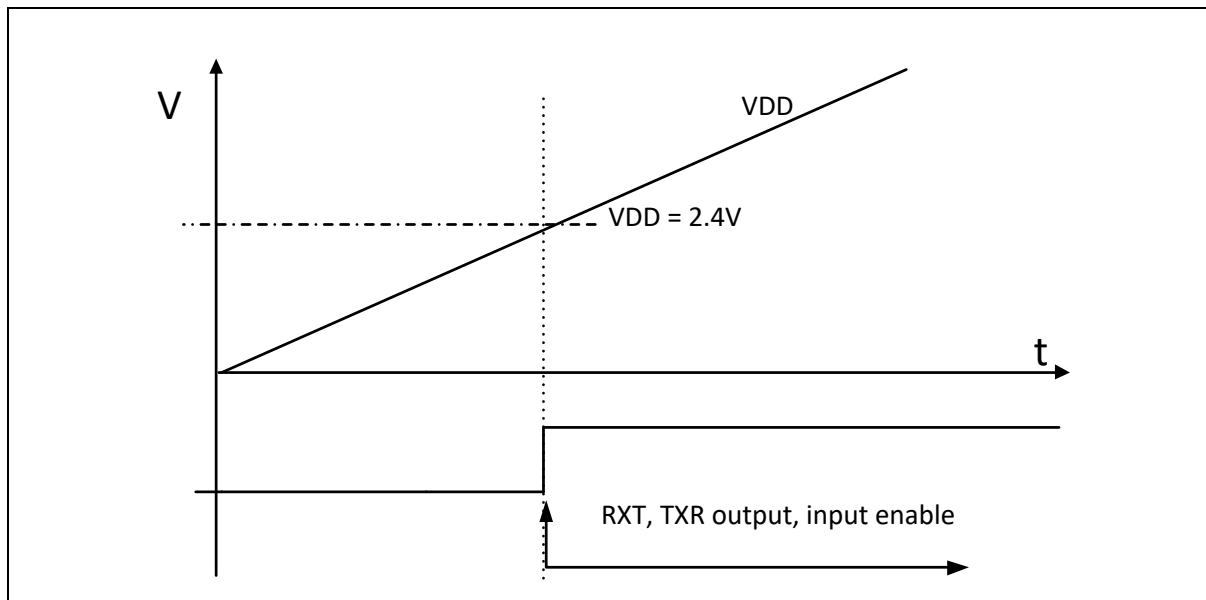 V
VDD
VDD = 2.4V
t
RXT, TXR output, input enable